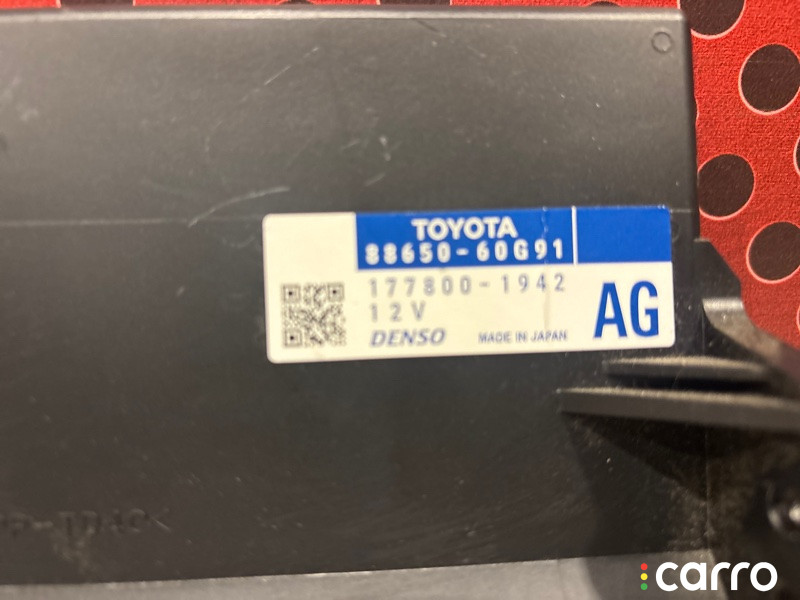 TOYOTA
88650-60G91
177800-1942
12V
AG
DENSO
MADE IN JAPAN
carro